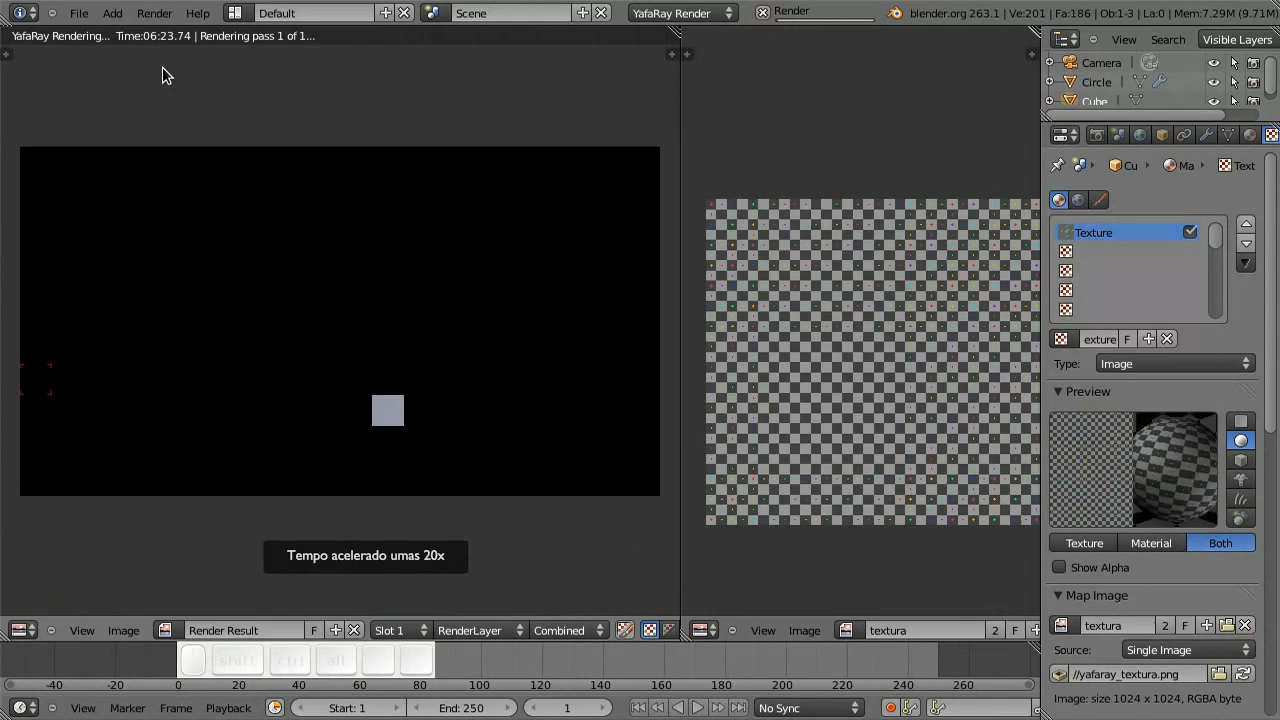 File Add Render Help Default Scene YafaRay Render Render blender.org 263.1 | Ve:201 | Fa:186 | Ob:1-3 | La:0 | Mem:7.29M (9.71M)
YafaRay Rendering... Time:06:23.74 | Rendering pass 1 of 1...
View Search Visible Layers
Camera
Circle
Cube
Cu Ma Text
Texture
exture F
Type: Image
Preview
Texture Material Both
Show Alpha
Tempo acelerado umas 20x
Map Image
textura 2 F
Source: Single Image
//yafaray_textura.png
Image: size 1024 x 1024, RGBA byte
View Image Render Result F Slot 1 RenderLayer Combined
View Image textura 2 F
shift ctrl alt
-40 -20 0 20 40 60 80 100 120 140 160 180 200 220 240 260
View Marker Frame Playback Start: 1 End: 250 1 No Sync